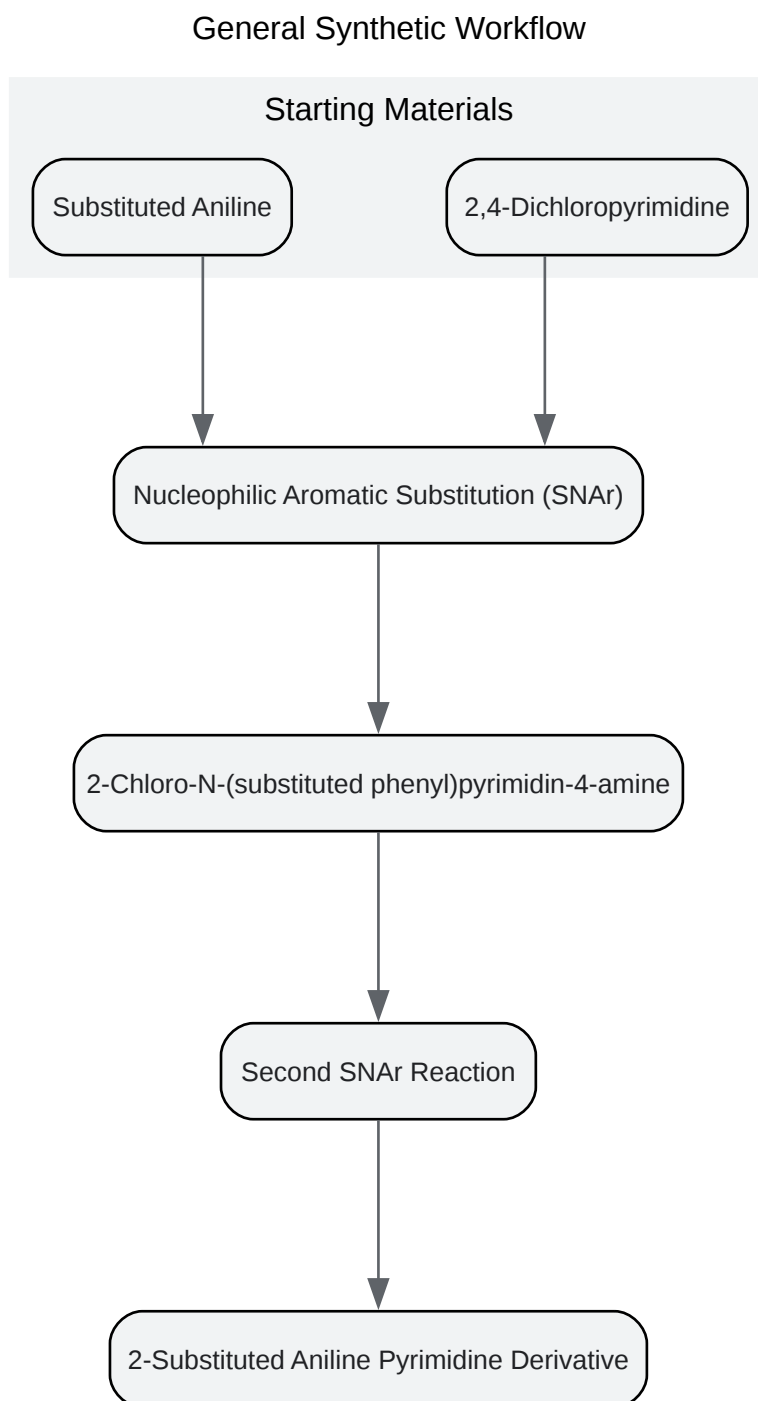 General Synthetic Workflow
Starting Materials
Substituted Aniline
2,4-Dichloropyrimidine
Nucleophilic Aromatic Substitution (SNAr)
2-Chloro-N-(substituted phenyl)pyrimidin-4-amine
Second SNAr Reaction
2-Substituted Aniline Pyrimidine Derivative